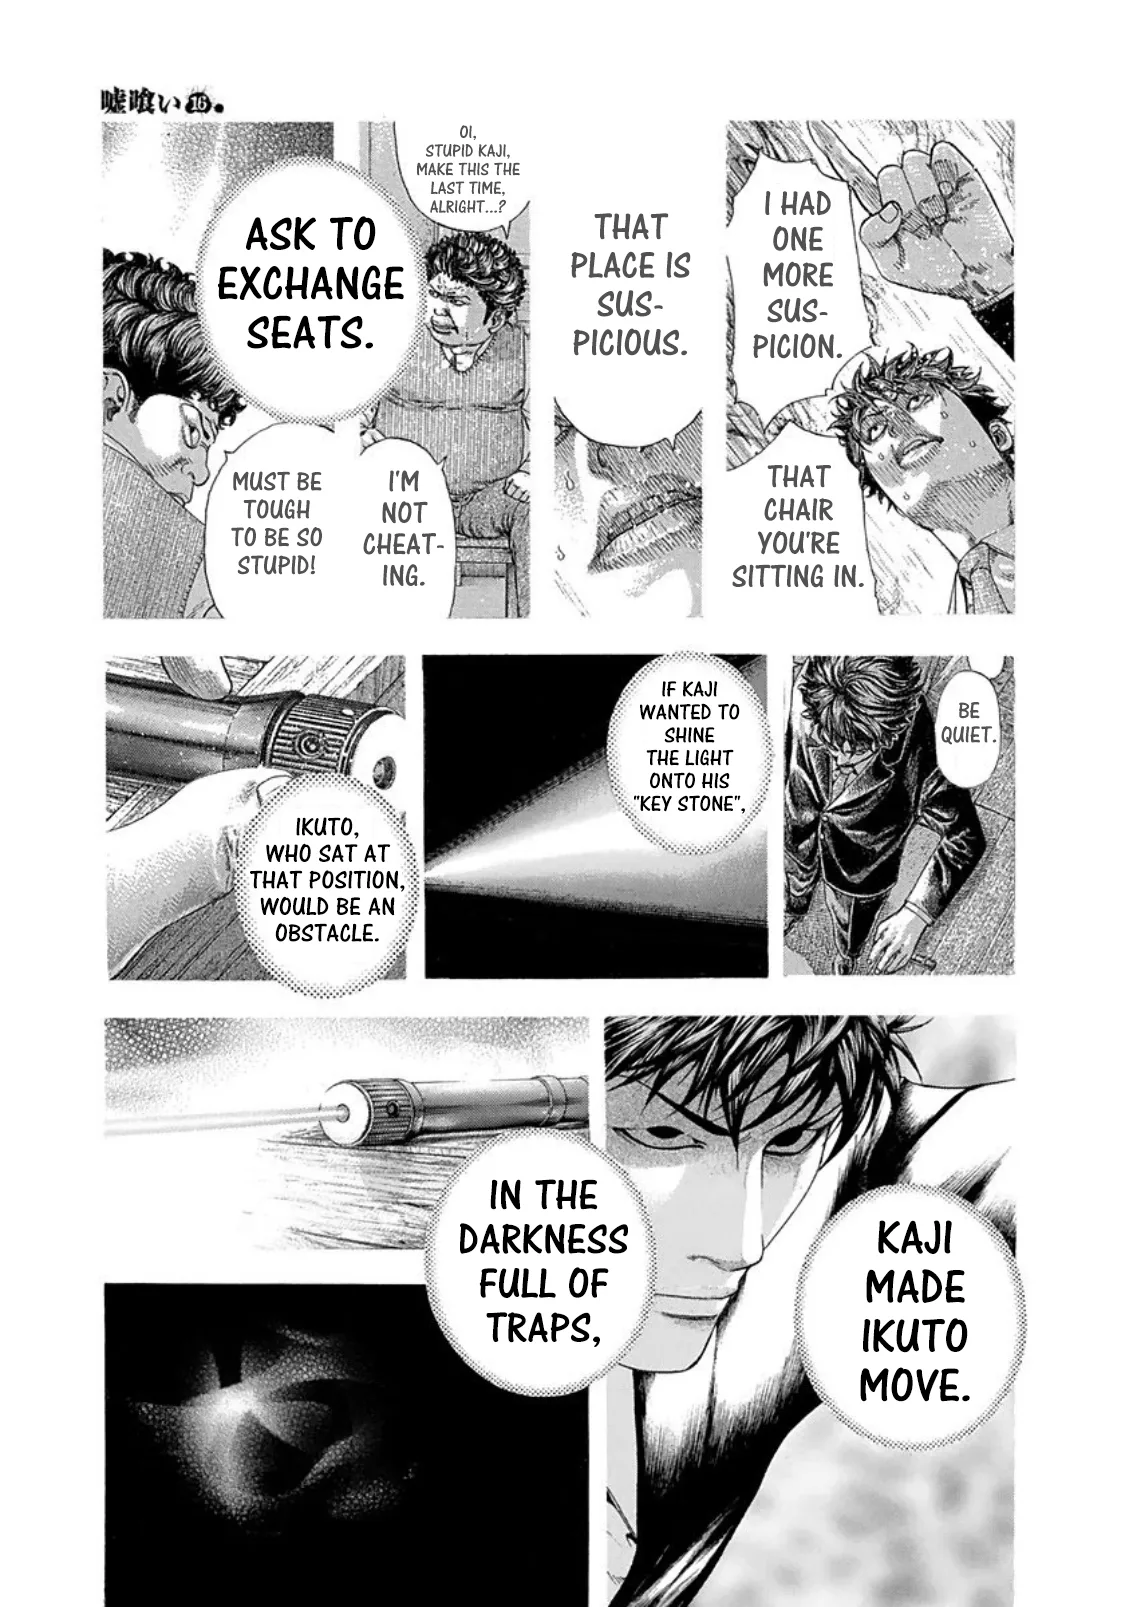 嘘喰い 16
I HAD
ONE
MORE
SUS-
PICION.
THAT
CHAIR
YOU'RE
SITTING IN.
THAT
PLACE IS
SUS-
PICIOUS.
OI,
STUPID KAJI,
MAKE THIS THE
LAST TIME,
ALRIGHT...?
ASK TO
EXCHANGE
SEATS.
I'M
NOT
CHEAT-
ING.
MUST BE
TOUGH
TO BE SO
STUPID!
BE
QUIET.
IF KAJI
WANTED TO
SHINE
THE LIGHT
ONTO HIS
"KEY STONE",
IKUTO,
WHO SAT AT
THAT POSITION,
WOULD BE AN
OBSTACLE.
KAJI
MADE
IKUTO
MOVE.
IN THE
DARKNESS
FULL OF
TRAPS,